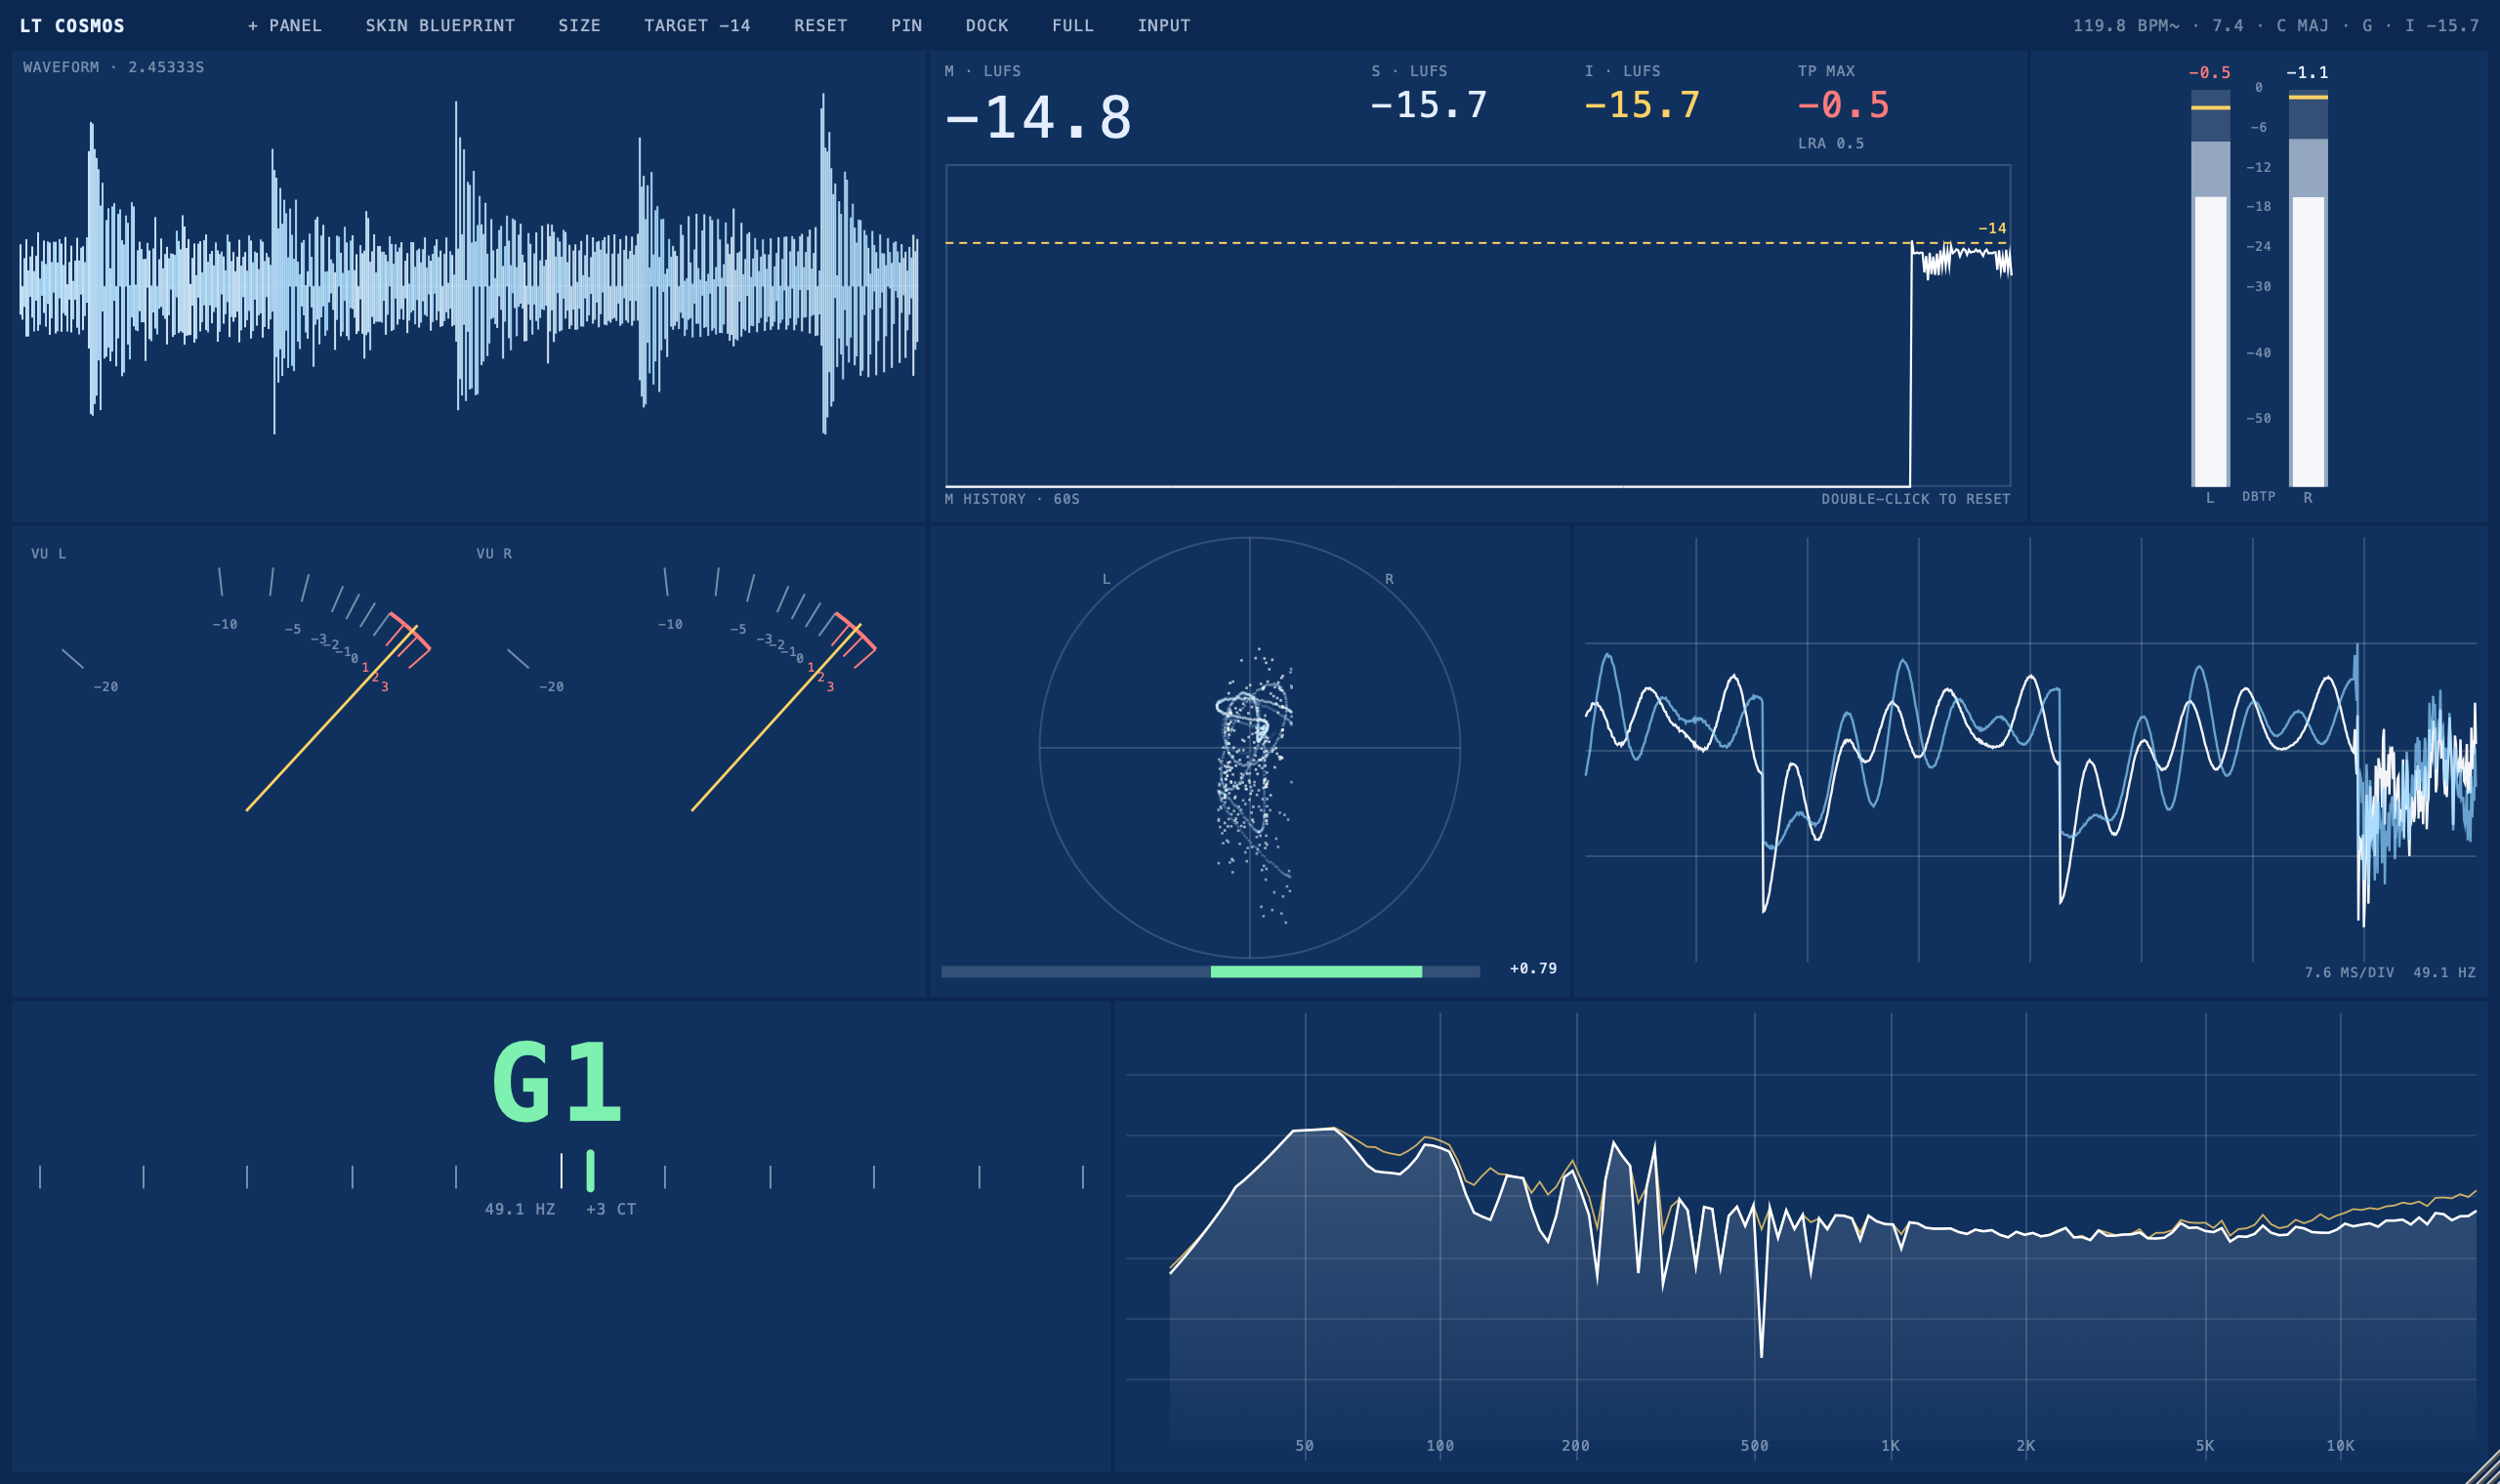 LT COSMOS + PANEL SKIN BLUEPRINT SIZE TARGET −14 RESET PIN DOCK FULL INPUT 119.8 BPM~ · 7.4 · C MAJ · G · I −15.7
WAVEFORM · 2.45333S
M · LUFS S · LUFS I · LUFS TP MAX
−14.8 −15.7 −15.7 −0.5
LRA 0.5
−14
M HISTORY · 60S DOUBLE−CLICK TO RESET
−0.5 −1.1
0
−6
−12
−18
−24
−30
−40
−50
L DBTP R
VU L
−20 −10 −5 −3 −2 −1 0 1 2 3
VU R
−20 −10 −5 −3 −2 −1 0 1 2 3
L R
+0.79
7.6 MS/DIV 49.1 HZ
G1
49.1 HZ +3 CT
50 100 200 500 1K 2K 5K 10K